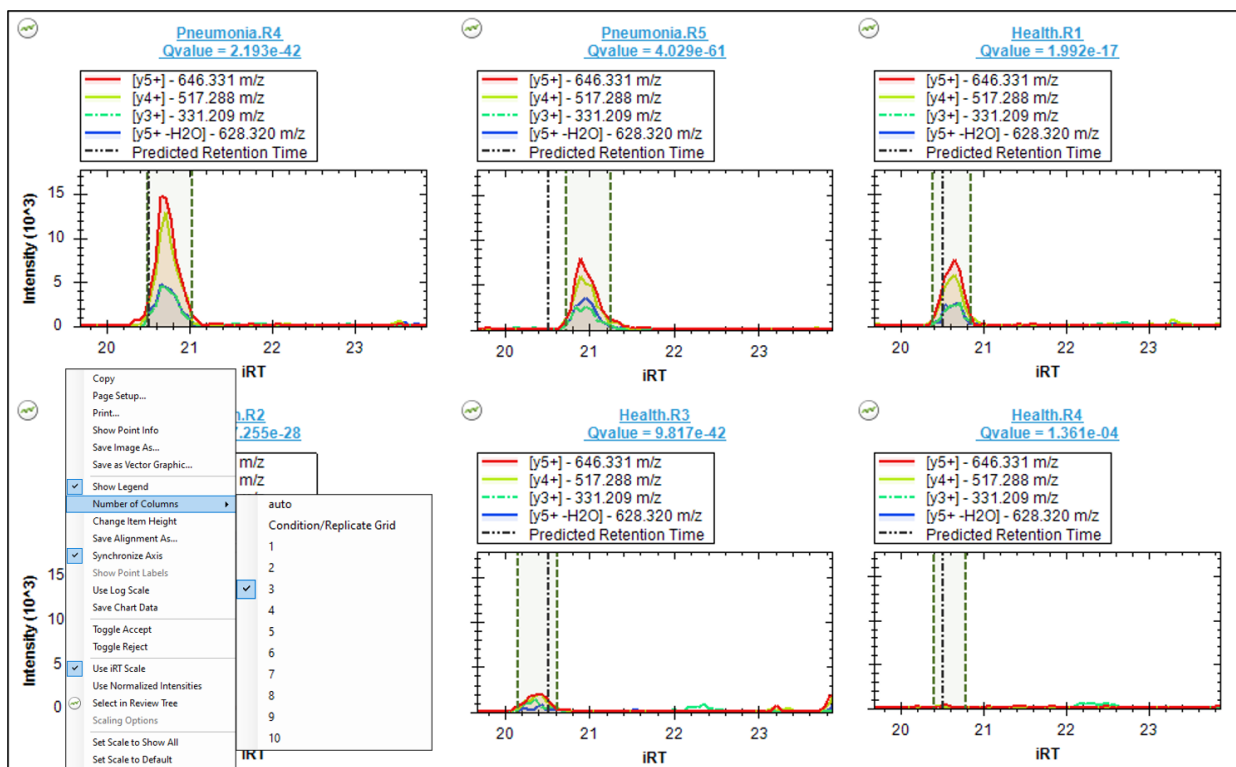 Pneumonia.R4
Qvalue = 2.193e-42
[y5+] - 646.331 m/z
[y4+] - 517.288 m/z
[y3+] - 331.209 m/z
[y5+ -H2O] - 628.320 m/z
Predicted Retention Time
Intensity (10^3)
15
10
5
0
20 21 22 23
iRT
Pneumonia.R5
Qvalue = 4.029e-61
[y5+] - 646.331 m/z
[y4+] - 517.288 m/z
[y3+] - 331.209 m/z
[y5+ -H2O] - 628.320 m/z
Predicted Retention Time
20 21 22 23
iRT
Health.R1
Qvalue = 1.992e-17
[y5+] - 646.331 m/z
[y4+] - 517.288 m/z
[y3+] - 331.209 m/z
[y5+ -H2O] - 628.320 m/z
Predicted Retention Time
20 21 22 23
iRT
h.R2
7.255e-28
m/z
m/z
Intensity (10^3)
15
10
5
0
iRT
Copy
Page Setup...
Print...
Show Point Info
Save Image As...
Save as Vector Graphic...
Show Legend
Number of Columns
Change Item Height
Save Alignment As...
Synchronize Axis
Show Point Labels
Use Log Scale
Save Chart Data
Toggle Accept
Toggle Reject
Use iRT Scale
Use Normalized Intensities
Select in Review Tree
Scaling Options
Set Scale to Show All
Set Scale to Default
auto
Condition/Replicate Grid
1
2
3
4
5
6
7
8
9
10
Health.R3
Qvalue = 9.817e-42
[y5+] - 646.331 m/z
[y4+] - 517.288 m/z
[y3+] - 331.209 m/z
[y5+ -H2O] - 628.320 m/z
Predicted Retention Time
20 21 22 23
iRT
Health.R4
Qvalue = 1.361e-04
[y5+] - 646.331 m/z
[y4+] - 517.288 m/z
[y3+] - 331.209 m/z
[y5+ -H2O] - 628.320 m/z
Predicted Retention Time
20 21 22 23
iRT